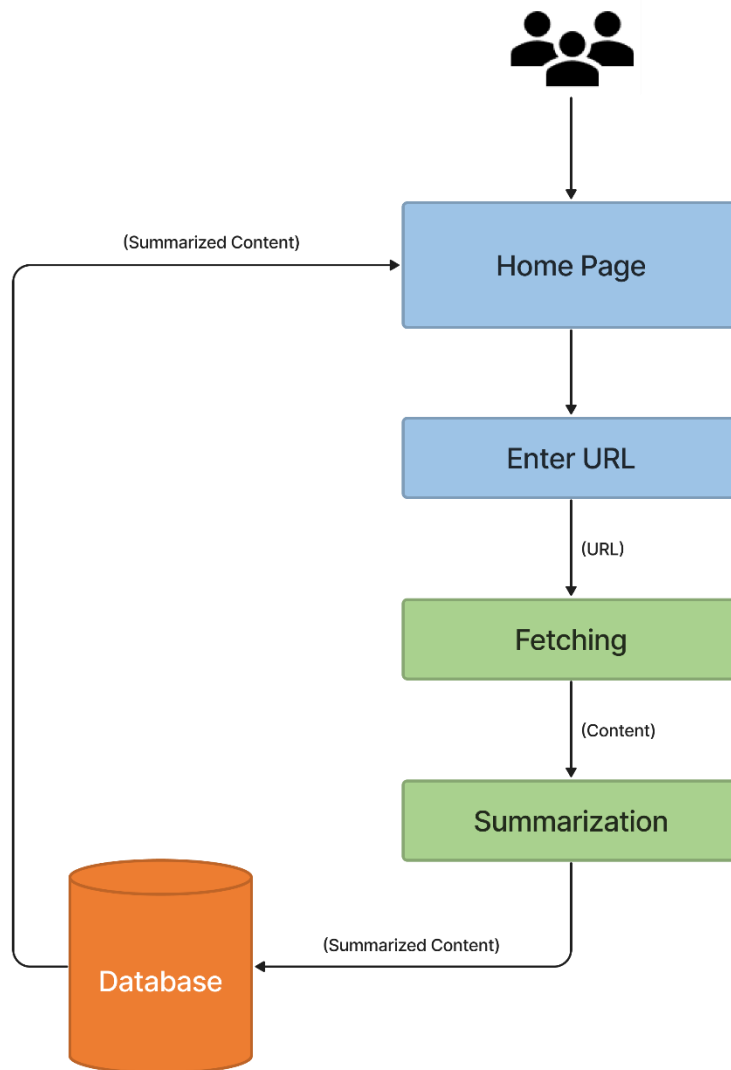 (Summarized Content)
Home Page
Enter URL
(URL)
Fetching
(Content)
Summarization
(Summarized Content)
Database